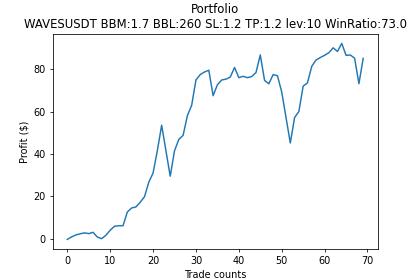 Portfolio
WAVESUSDT BBM:1.7 BBL:260 SL:1.2 TP:1.2 lev:10 WinRatio:73.0
Profit ($)
80
60
40
20
0
0 10 20 30 40 50 60 70
Trade counts